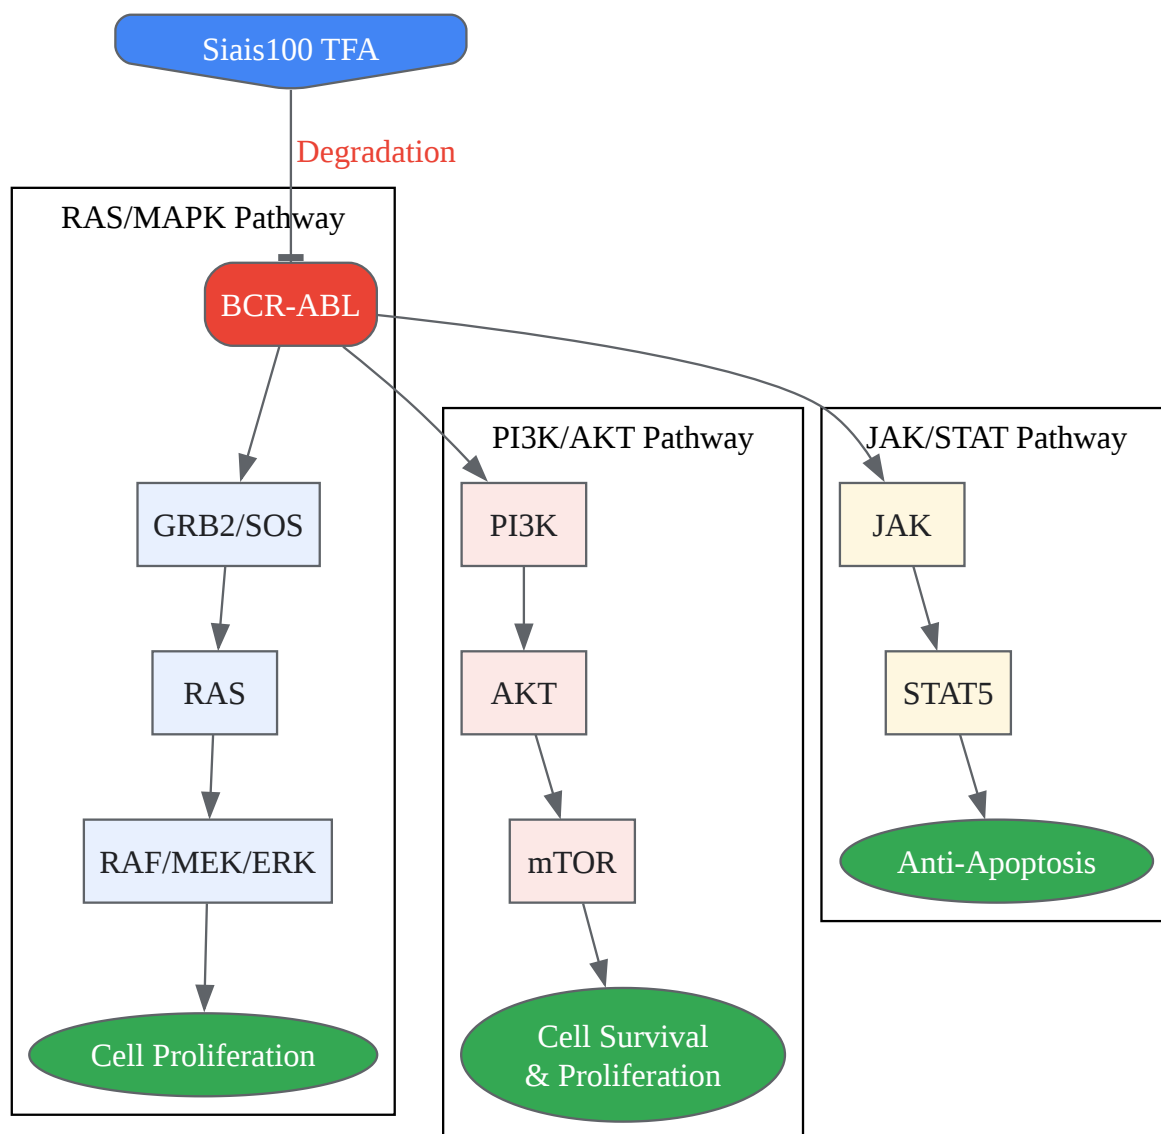 Siais100 TFA
Degradation
RAS/MAPK Pathway
BCR-ABL
PI3K/AKT Pathway
JAK/STAT Pathway
GRB2/SOS
PI3K
JAK
RAS
AKT
STAT5
RAF/MEK/ERK
mTOR
Anti-Apoptosis
Cell Proliferation
Cell Survival
& Proliferation